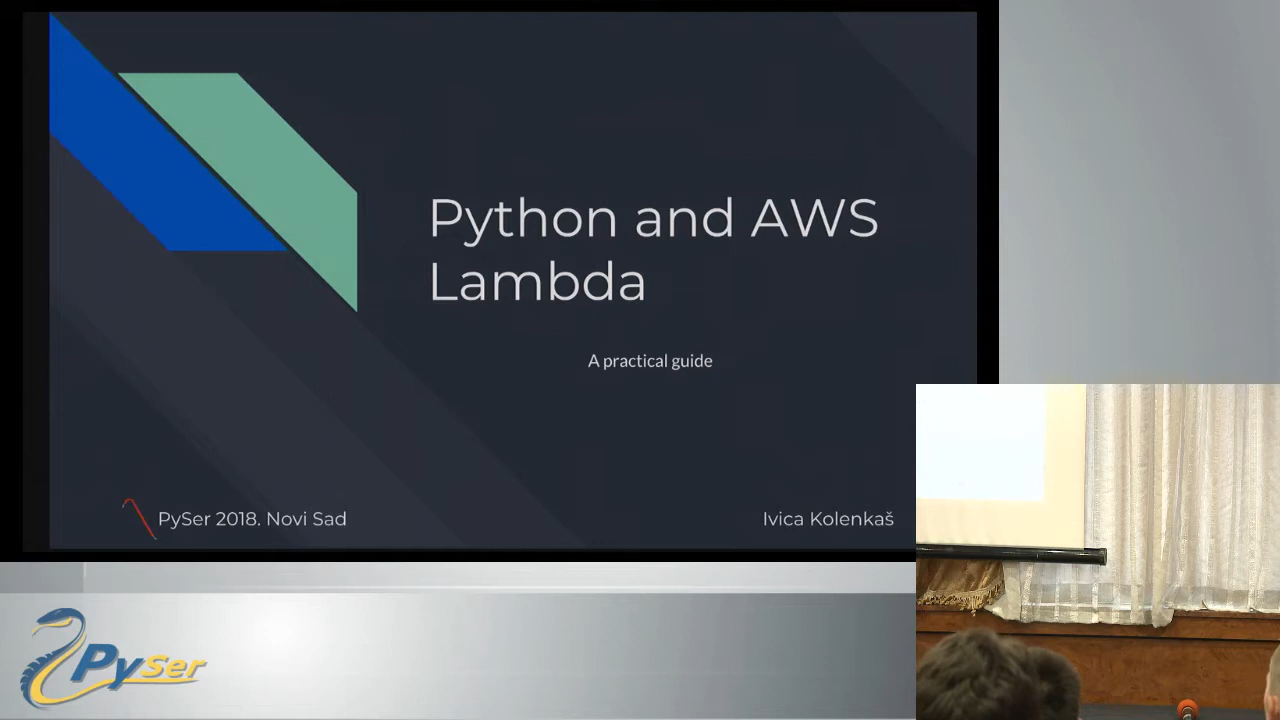 Python and AWS
Lambda
A practical guide
PySer 2018. Novi Sad
Ivica Kolenkaš
PySer